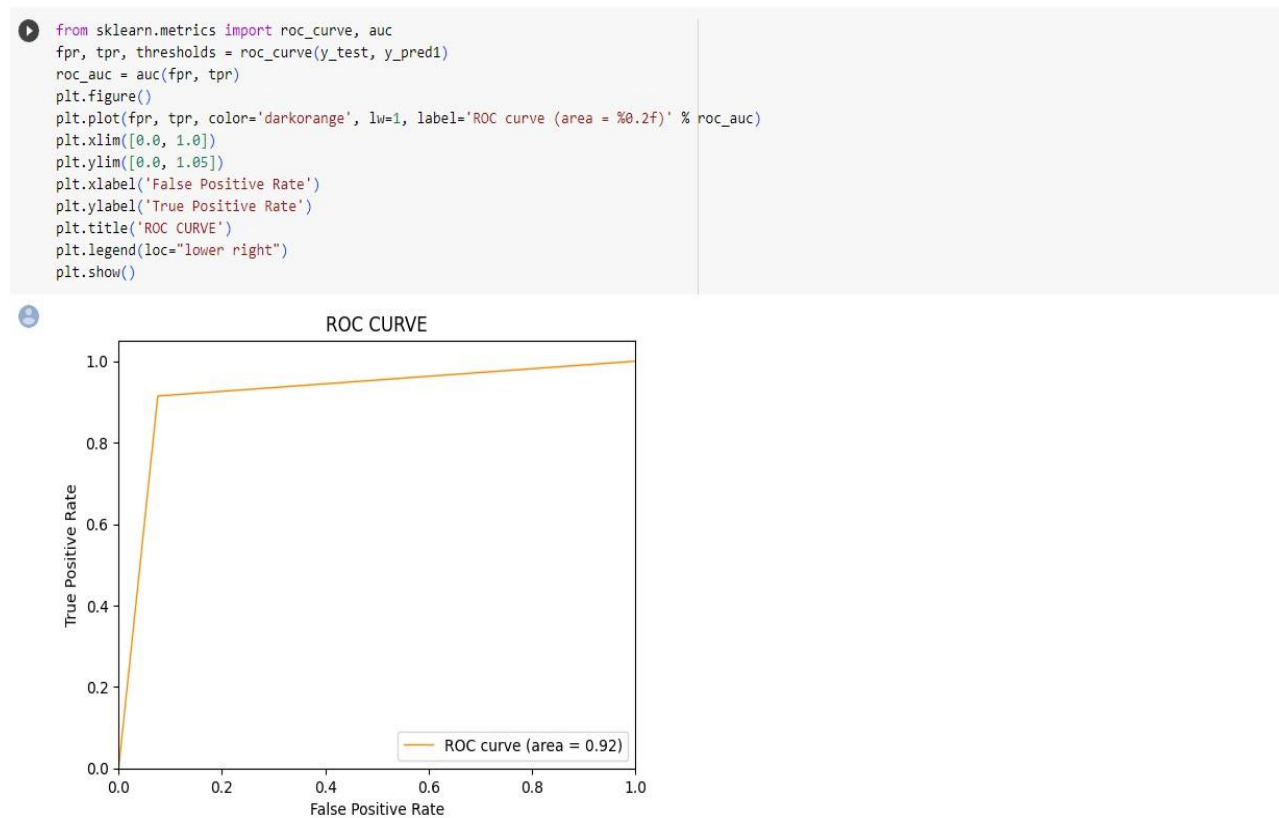 from sklearn.metrics import roc_curve, auc
fpr, tpr, thresholds = roc_curve(y_test, y_pred1)
roc_auc = auc(fpr, tpr)
plt.figure()
plt.plot(fpr, tpr, color='darkorange', lw=1, label='ROC curve (area = %0.2f)' % roc_auc)
plt.xlim([0.0, 1.0])
plt.ylim([0.0, 1.05])
plt.xlabel('False Positive Rate')
plt.ylabel('True Positive Rate')
plt.title('ROC CURVE')
plt.legend(loc="lower right")
plt.show()
ROC CURVE
1.0
0.8
0.6
0.4
0.2
0.0
True Positive Rate
ROC curve (area = 0.92)
0.0 0.2 0.4 0.6 0.8 1.0
False Positive Rate